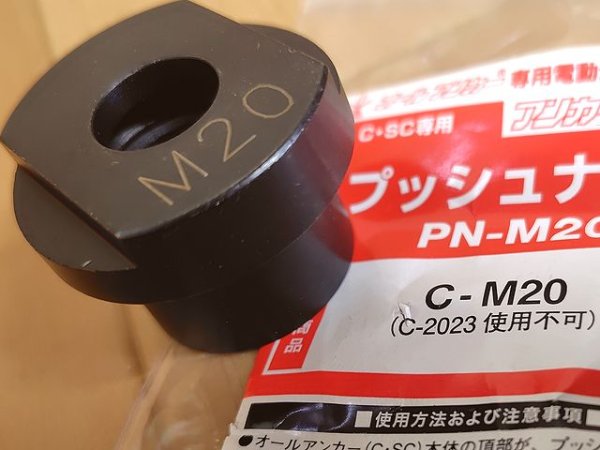 M20
専用電動
アンカ
C・SC専用
プッシュナ
PN-M20
C-M20
(C-2023 使用不可)
■使用方法および注意事項■
●オールアンカー(C・SC)本体の頂部が、プッシ